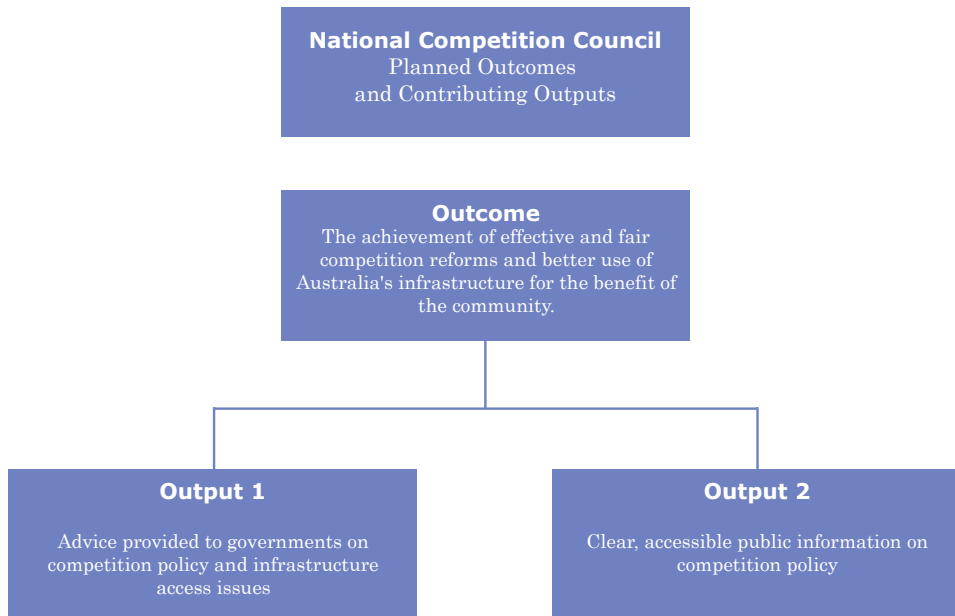 National Competition Council
Planned Outcomes
and Contributing Outputs
Outcome
The achievement of effective and fair
competition reforms and better use of
Australia's infrastructure for the benefit of
the community.
Output 1
Advice provided to governments on
competition policy and infrastructure
access issues
Output 2
Clear, accessible public information on
competition policy